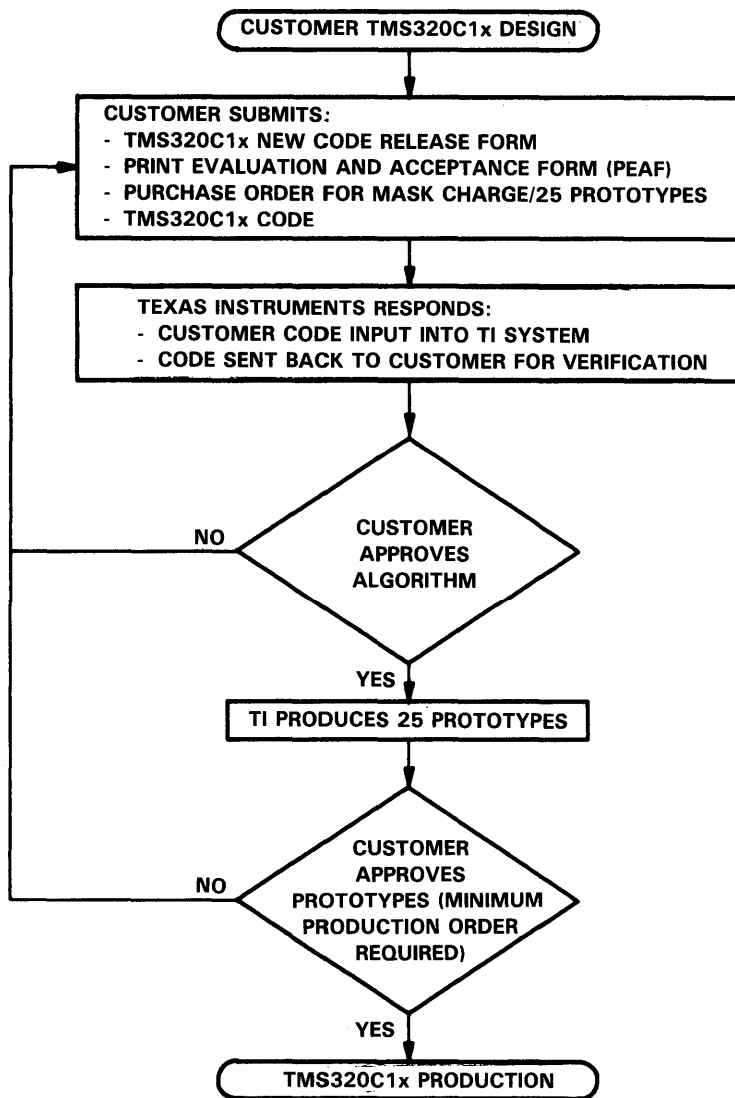 CUSTOMER TMS320C1x DESIGN
CUSTOMER SUBMITS:
- TMS320C1x NEW CODE RELEASE FORM
- PRINT EVALUATION AND ACCEPTANCE FORM (PEAF)
- PURCHASE ORDER FOR MASK CHARGE/25 PROTOTYPES
- TMS320C1x CODE
TEXAS INSTRUMENTS RESPONDS:
- CUSTOMER CODE INPUT INTO TI SYSTEM
- CODE SENT BACK TO CUSTOMER FOR VERIFICATION
NO
CUSTOMER
APPROVES
ALGORITHM
YES
TI PRODUCES 25 PROTOTYPES
NO
CUSTOMER
APPROVES
PROTOTYPES (MINIMUM
PRODUCTION ORDER
REQUIRED)
YES
TMS320C1x PRODUCTION